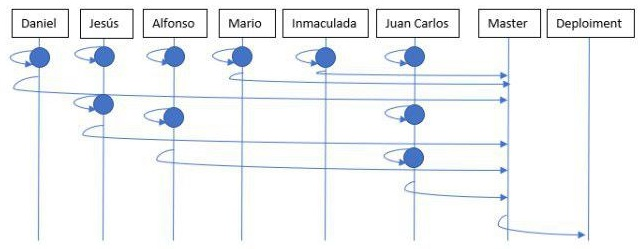 Daniel
Jesús
Alfonso
Mario
Inmaculada
Juan Carlos
Master
Deploiment